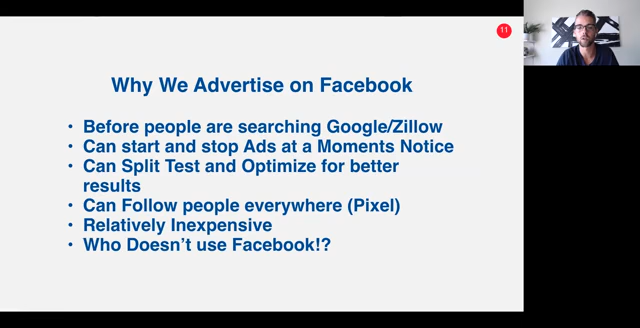 11
Why We Advertise on Facebook
• Before people are searching Google/Zillow
• Can start and stop Ads at a Moments Notice
• Can Split Test and Optimize for better
results
• Can Follow people everywhere (Pixel)
• Relatively Inexpensive
• Who Doesn't use Facebook!?